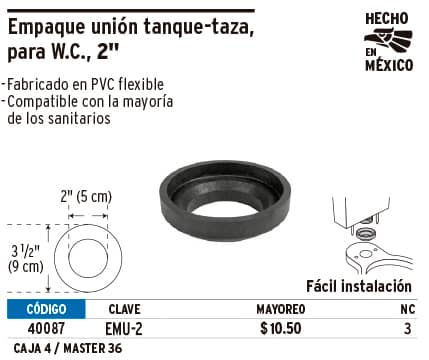 Empaque unión tanque-taza,
para W.C., 2"
HECHO
EN
MÉXICO
-Fabricado en PVC flexible
-Compatible con la mayoría
de los sanitarios
2" (5 cm)
3 1/2"
(9 cm)
Fácil instalación
CÓDIGO CLAVE MAYOREO NC
40087 EMU-2 $10.50 3
CAJA 4 / MASTER 36